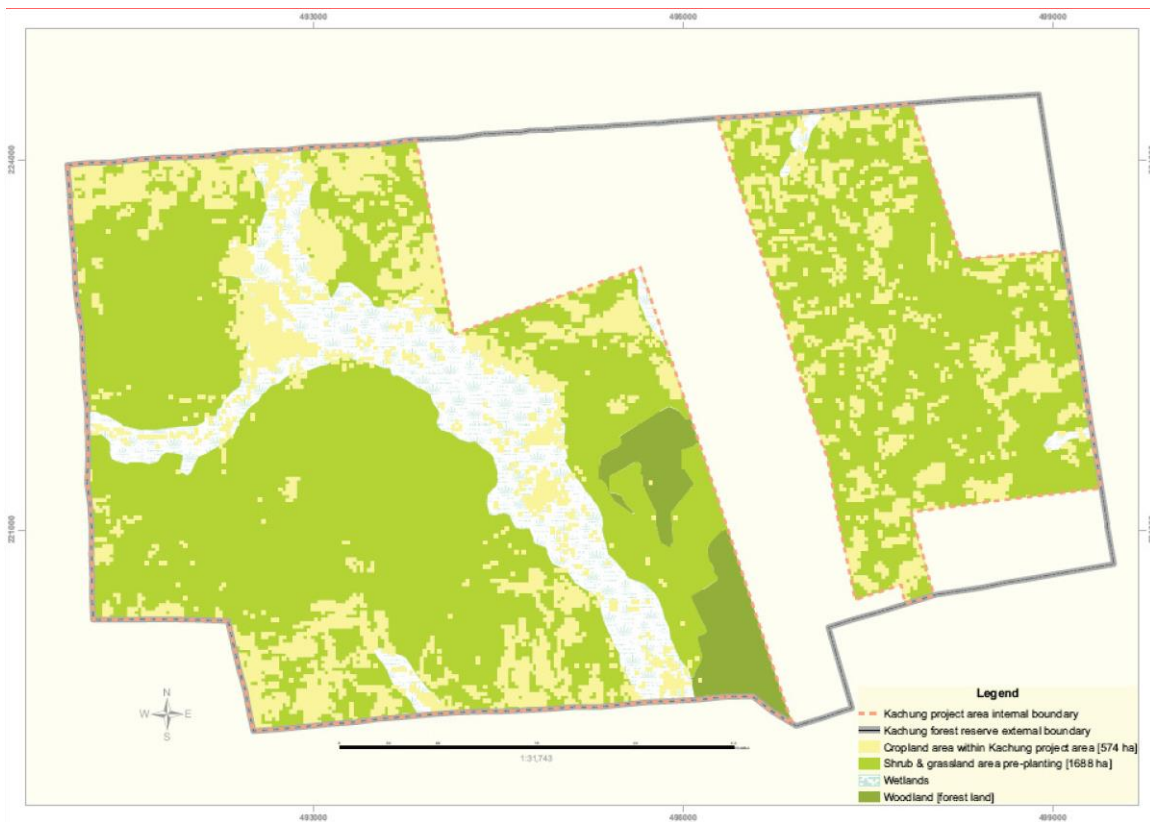 493000 496000 499000
224000
221000
N
W E
S
1:31,743
Legend
Kachung project area internal boundary
Kachung forest reserve external boundary
Cropland area within Kachung project area [574 ha]
Shrub & grassland area pre-planting [1688 ha]
Wetlands
Woodland [forest land]
493000 496000 499000